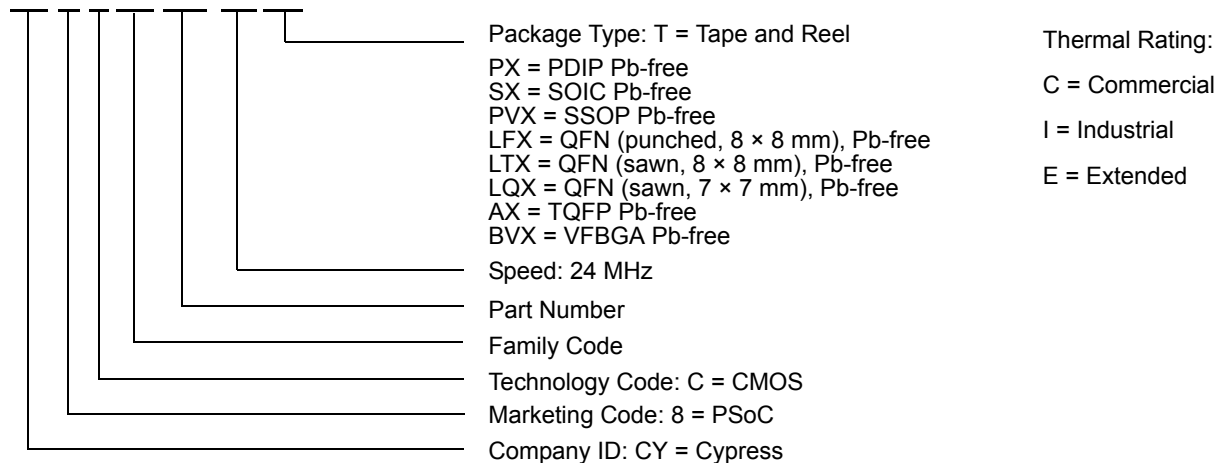 Package Type: T = Tape and Reel
PX = PDIP Pb-free
SX = SOIC Pb-free
PVX = SSOP Pb-free
LFX = QFN (punched, 8 × 8 mm), Pb-free
LTX = QFN (sawn, 8 × 8 mm), Pb-free
LQX = QFN (sawn, 7 × 7 mm), Pb-free
AX = TQFP Pb-free
BVX = VFBGA Pb-free
Speed: 24 MHz
Part Number
Family Code
Technology Code: C = CMOS
Marketing Code: 8 = PSoC
Company ID: CY = Cypress
Thermal Rating:
C = Commercial
I = Industrial
E = Extended